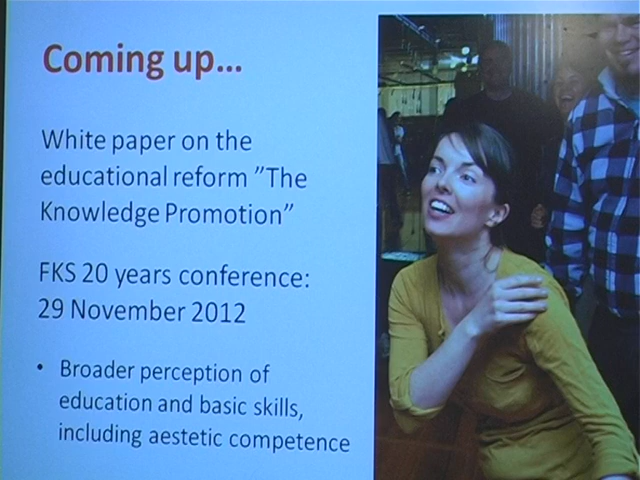 Coming up...
White paper on the
educational reform ”The
Knowledge Promotion”
FKS 20 years conference:
29 November 2012
• Broader perception of
education and basic skills,
including aestetic competence